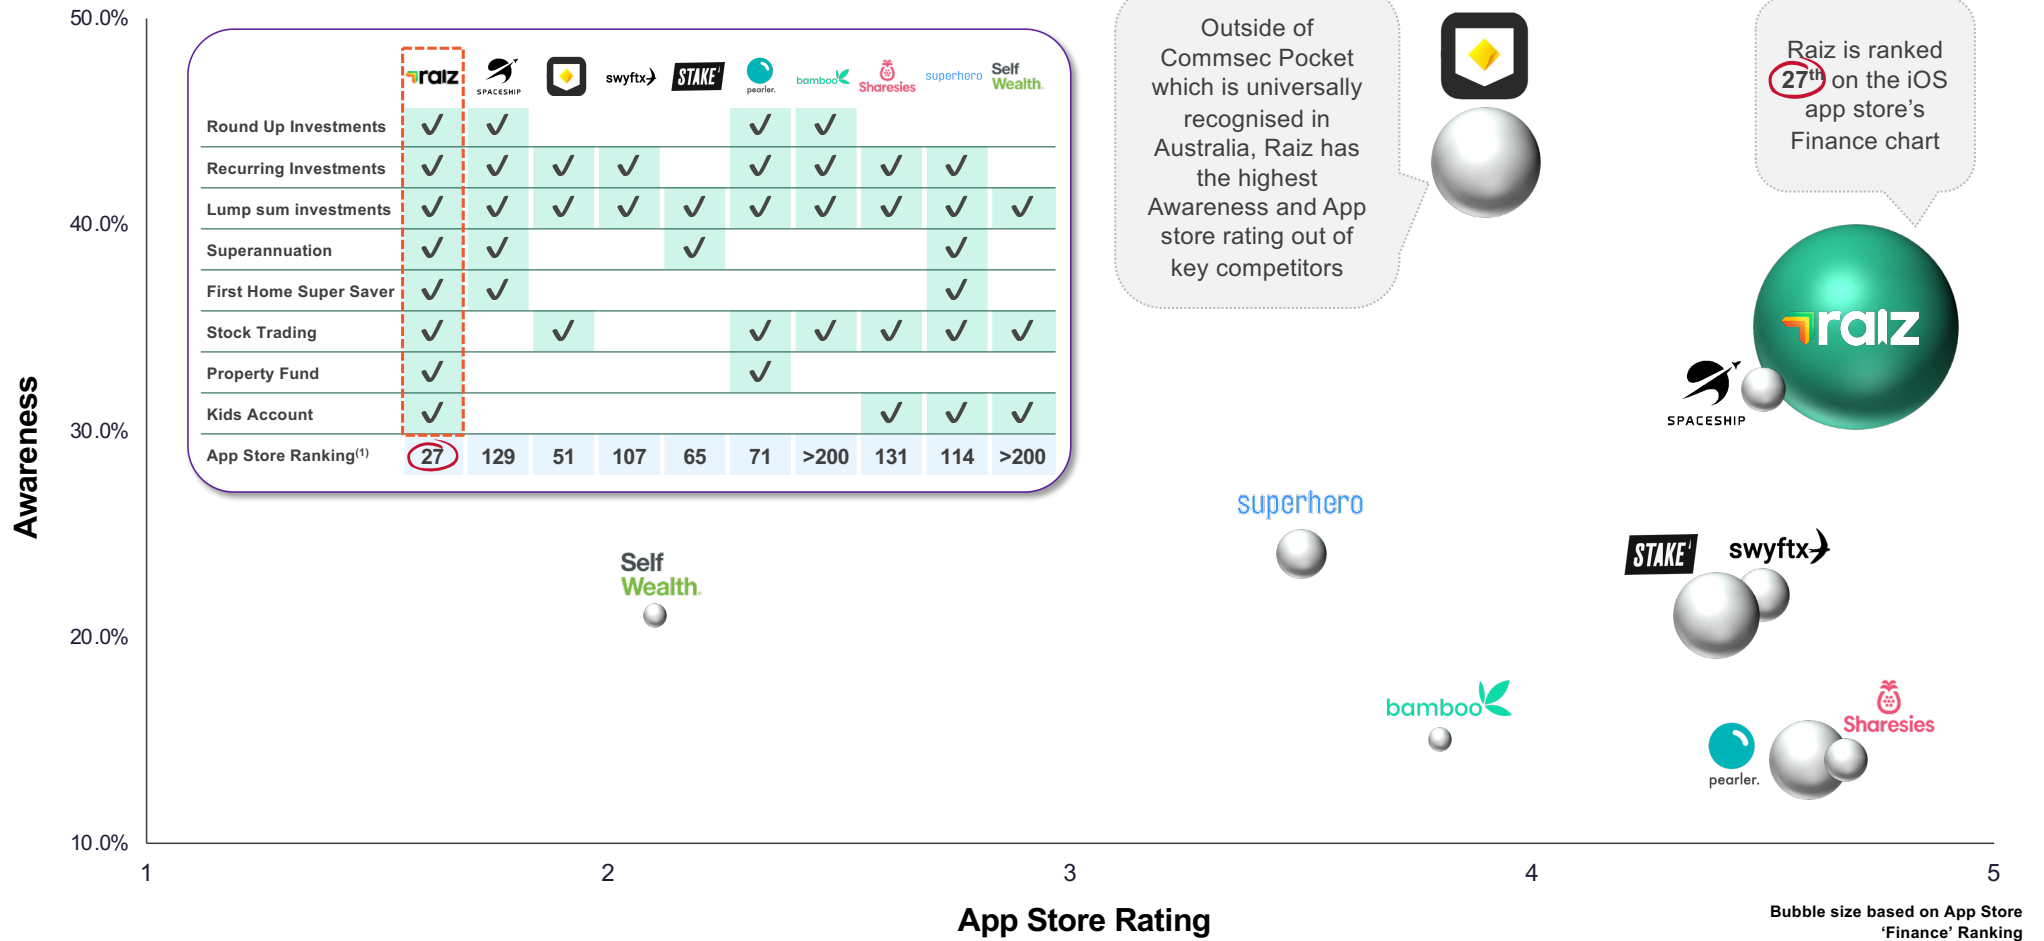 50.0%
40.0%
30.0%
20.0%
10.0%
Awareness
raiz
SPACESHIP
swyftx
STAKE
pearler.
bamboo
Sharesies
superhero
Self
Wealth.
Round Up Investments ✓ ✓ ✓ ✓
Recurring Investments ✓ ✓ ✓ ✓ ✓ ✓ ✓ ✓
Lump sum investments ✓ ✓ ✓ ✓ ✓ ✓ ✓ ✓ ✓ ✓
Superannuation ✓ ✓ ✓ ✓
First Home Super Saver ✓ ✓ ✓
Stock Trading ✓ ✓ ✓ ✓ ✓ ✓ ✓
Property Fund ✓ ✓
Kids Account ✓ ✓ ✓ ✓
App Store Ranking(1) 27 129 51 107 65 71 >200 131 114 >200
Outside of
Commsec Pocket
which is universally
recognised in
Australia, Raiz has
the highest
Awareness and App
store rating out of
key competitors
Raiz is ranked
27th on the iOS
app store's
Finance chart
raiz
SPACESHIP
superhero
Self
Wealth.
STAKE
swyftx
bamboo
Sharesies
pearler.
1 2 3 4 5
App Store Rating
Bubble size based on App Store
'Finance' Ranking